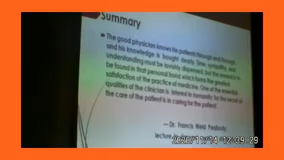 Summary
The good physician knows his patients through and through,
and his knowledge is bought dearly. Time, sympathy, and
understanding must be lavishly dispensed, but the reward is to
be found in that personal bond which forms the greatest
satisfaction of the practice of medicine. One of the essential
qualities of the clinician is interest in humanity, for the secret of
the care of the patient is in caring for the patient.
— Dr. Francis Weld Peabody,
lecture
12:09:29